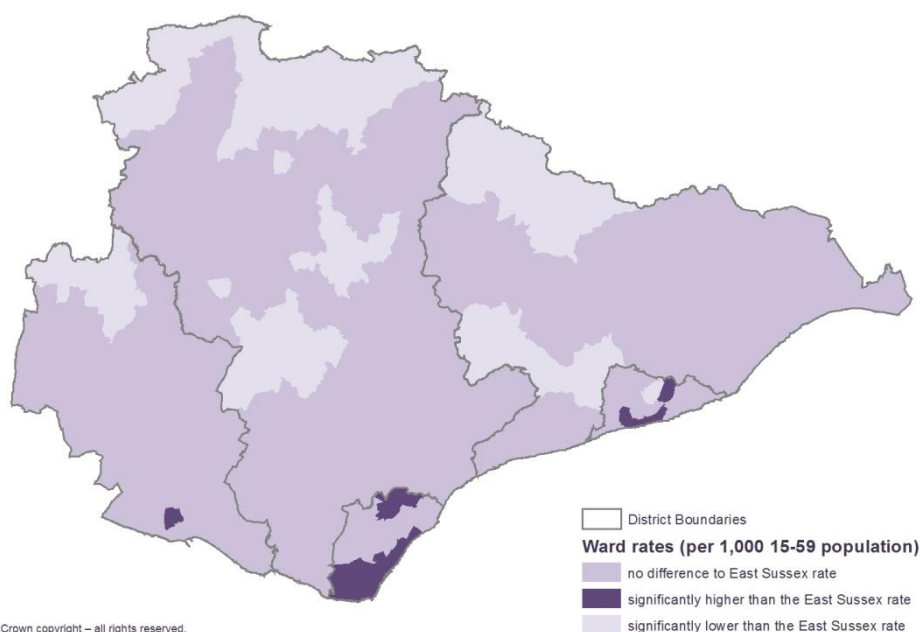 District Boundaries
Ward rates (per 1,000 15-59 population)
no difference to East Sussex rate
significantly higher than the East Sussex rate
significantly lower than the East Sussex rate
Crown copyright – all rights reserved.